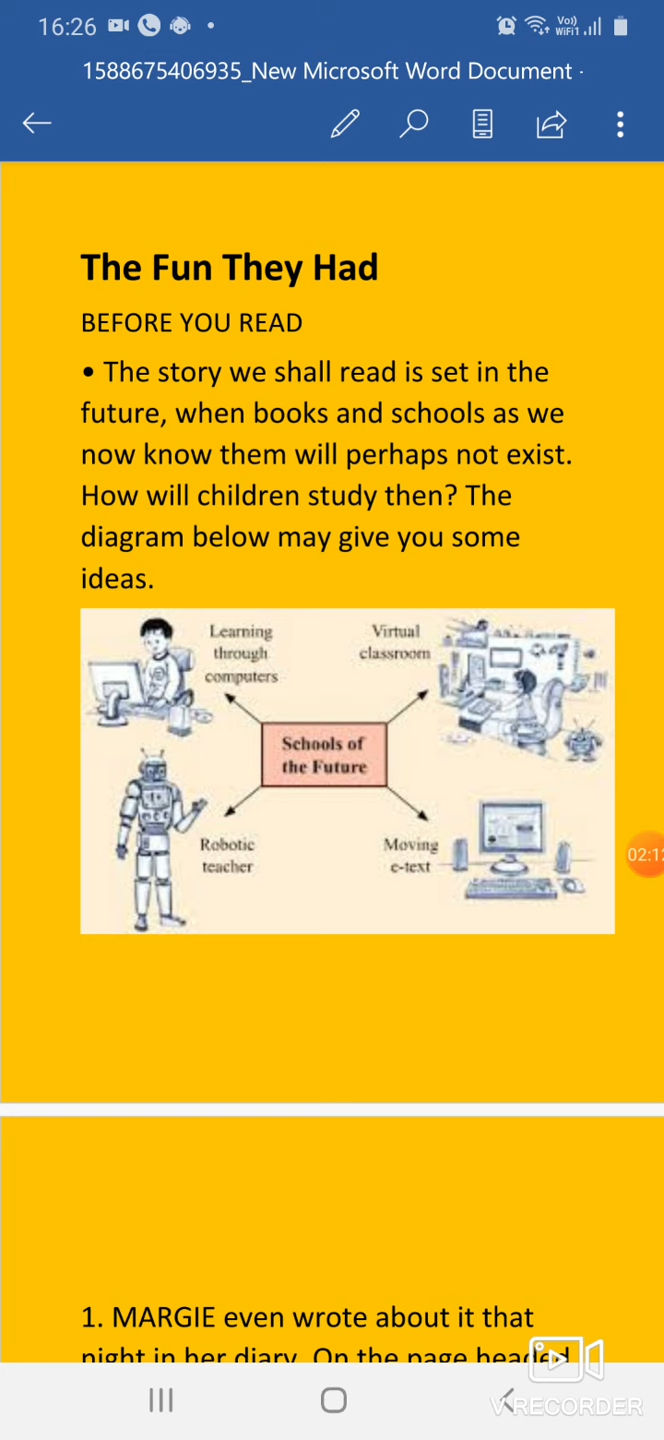 16:26
Vo))
WiFi1
1588675406935_New Microsoft Word Document ·
The Fun They Had
BEFORE YOU READ
• The story we shall read is set in the
future, when books and schools as we
now know them will perhaps not exist.
How will children study then? The
diagram below may give you some
ideas.
Learning
through
computers
Virtual
classroom
Schools of
the Future
Robotic
teacher
Moving
e-text
02:1
1. MARGIE even wrote about it that
night in her diary. On the page headed
V RECORDER